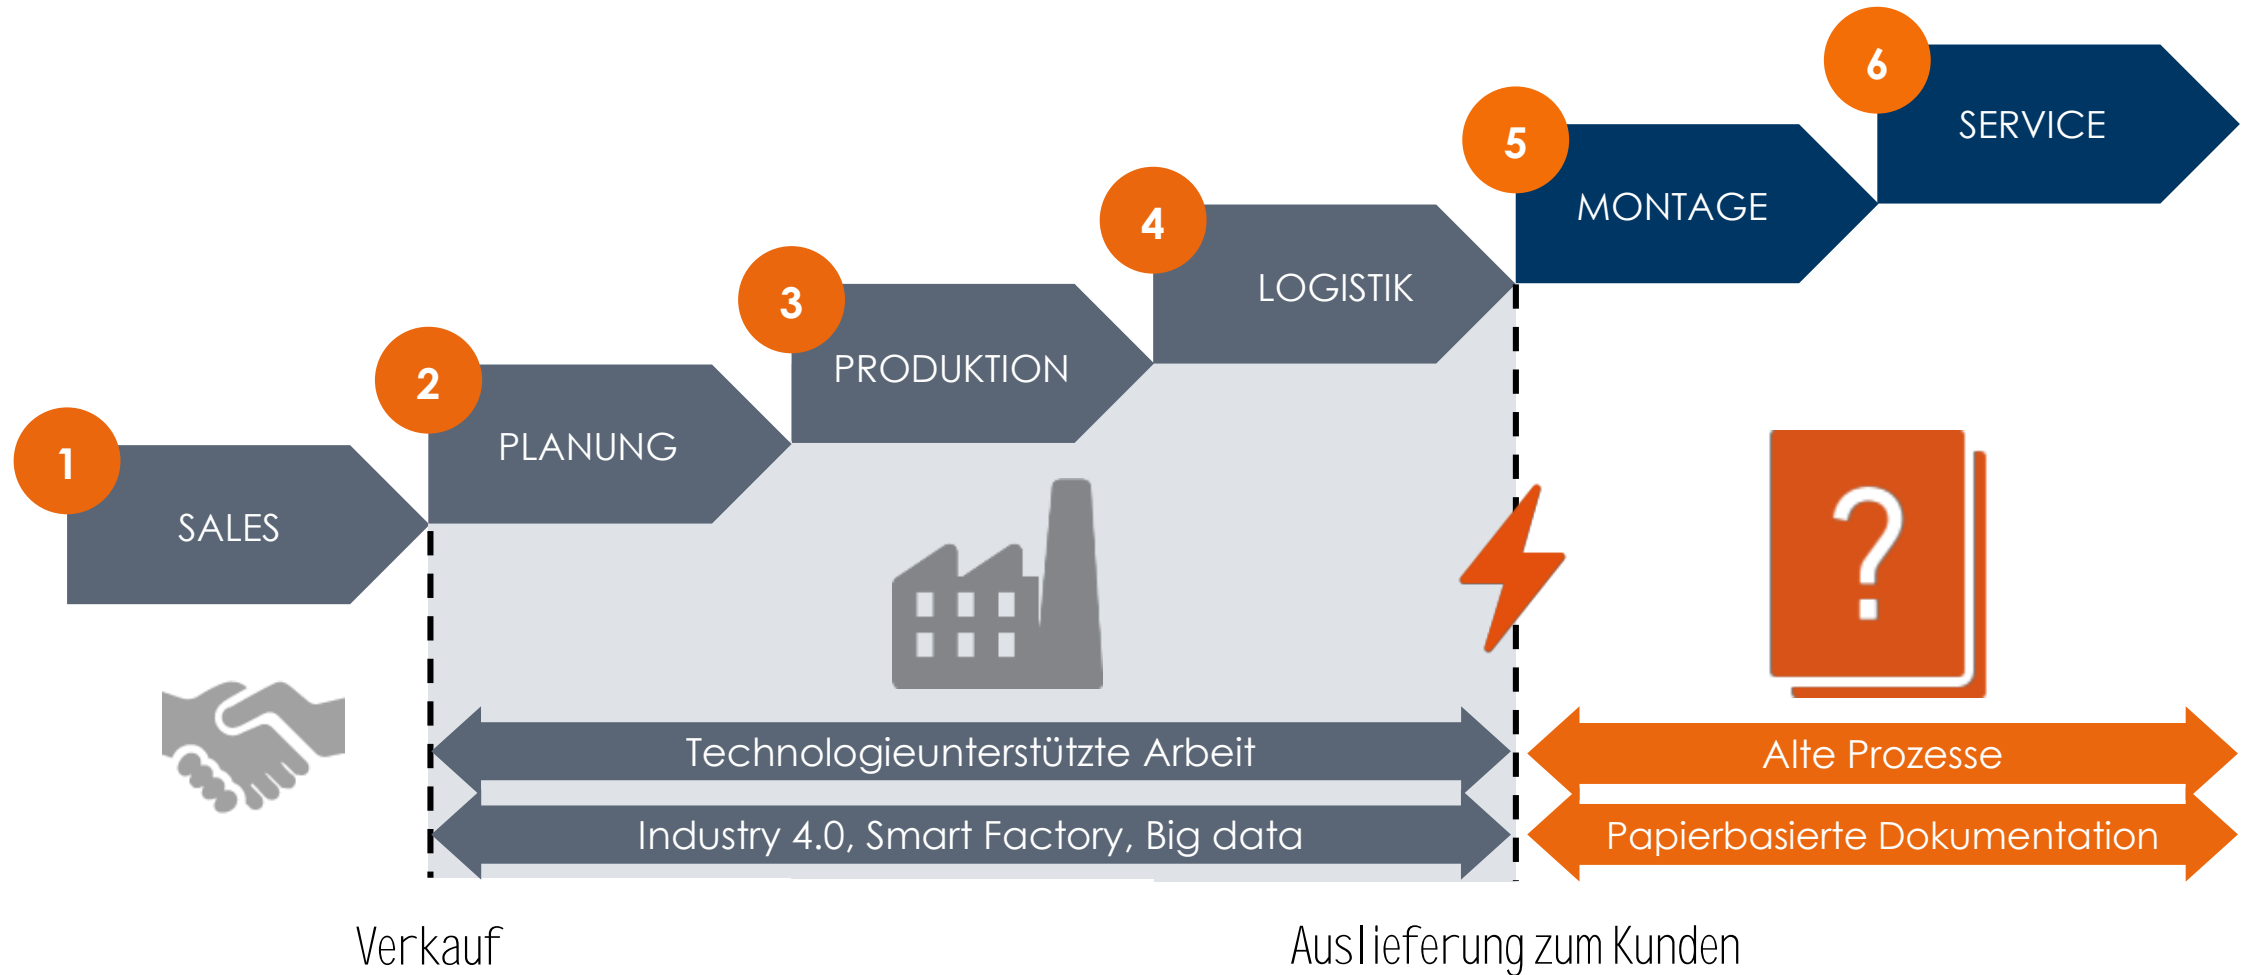 1
SALES
2
PLANUNG
3
PRODUKTION
4
LOGISTIK
5
MONTAGE
6
SERVICE
?
Technologieunterstützte Arbeit
Alte Prozesse
Industry 4.0, Smart Factory, Big data
Papierbasierte Dokumentation
Verkauf
Auslieferung zum Kunden